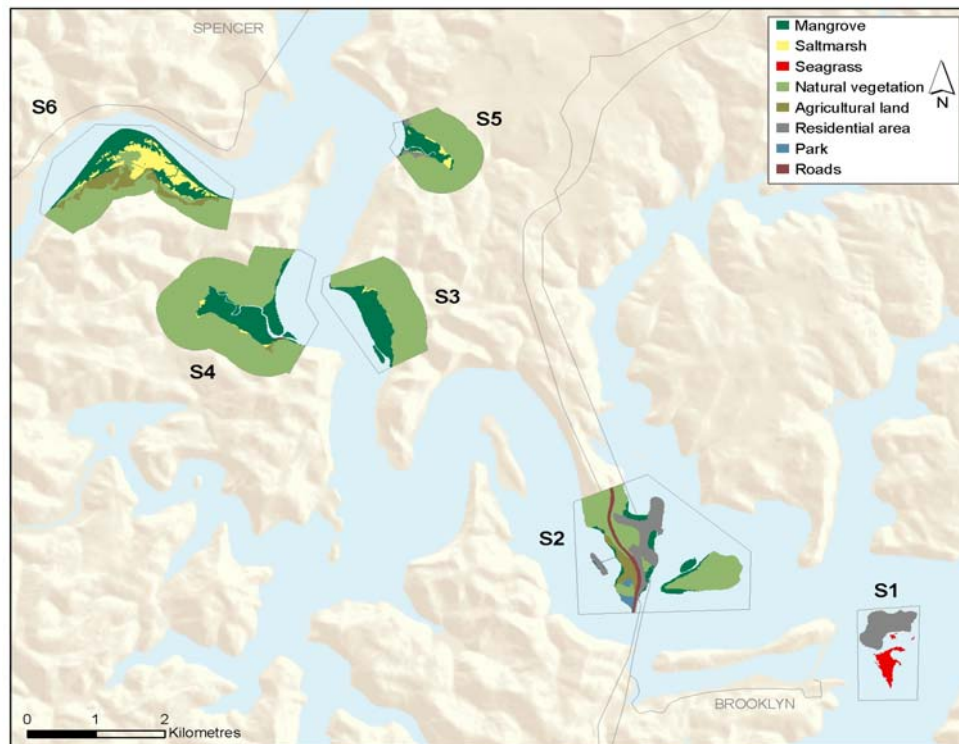 SPENCER
Mangrove
Saltmarsh
Seagrass
Natural vegetation
Agricultural land
Residential area
Park
Roads
N
S6
S5
S3
S4
S2
S1
BROOKLYN
0 1 2
Kilometres